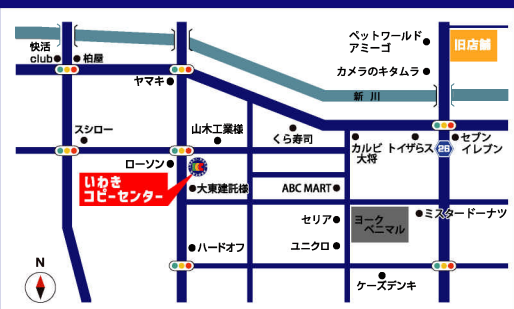 ペットワールド
アミーゴ
旧店舗
快活
club
柏屋
ヤマキ
カメラのキタムラ
新川
スシロー
山木工業様
くら寿司
カルビ
大将
トイザらス
26
セブン
イレブン
ローソン
いわき
コピーセンター
大東建託様
ABC MART
セリア
ヨーク
ベニマル
ミスタードーナツ
ハードオフ
ユニクロ
ケーズデンキ
N